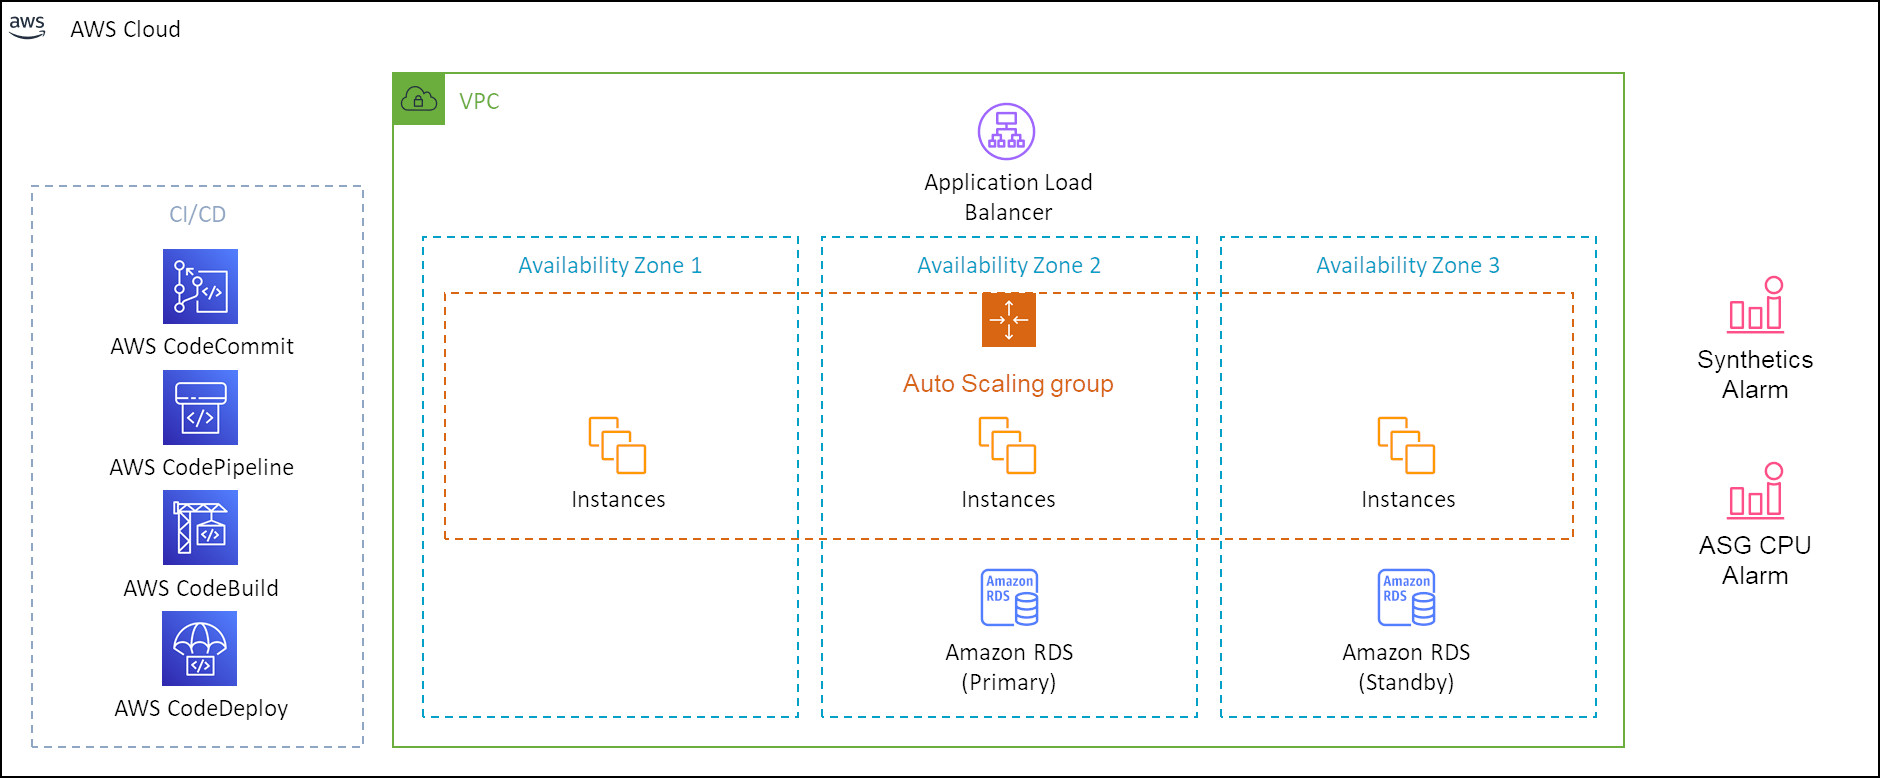 aws
AWS Cloud
VPC
Application Load
Balancer
CI/CD
AWS CodeCommit
AWS CodePipeline
AWS CodeBuild
AWS CodeDeploy
Availability Zone 1
Availability Zone 2
Availability Zone 3
Auto Scaling group
Instances
Instances
Instances
Amazon
RDS
Amazon RDS
(Primary)
Amazon
RDS
Amazon RDS
(Standby)
Synthetics
Alarm
ASG CPU
Alarm